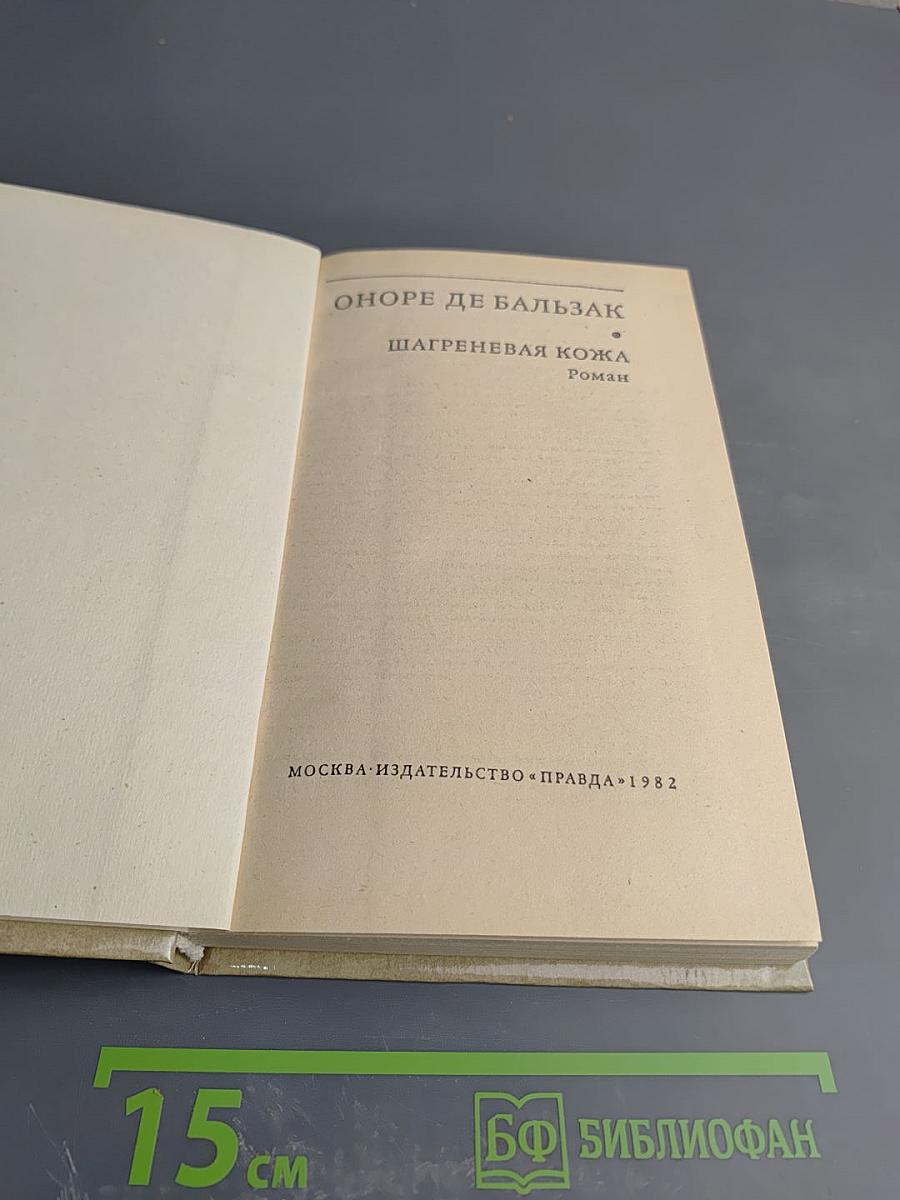 ОНОРЕ ДЕ БАЛЬЗАК
ШАГРЕНЕВАЯ КОЖА
Роман
МОСКВА·ИЗДАТЕЛЬСТВО «ПРАВДА» 1982
15 см
БФ БИБЛИОФАН